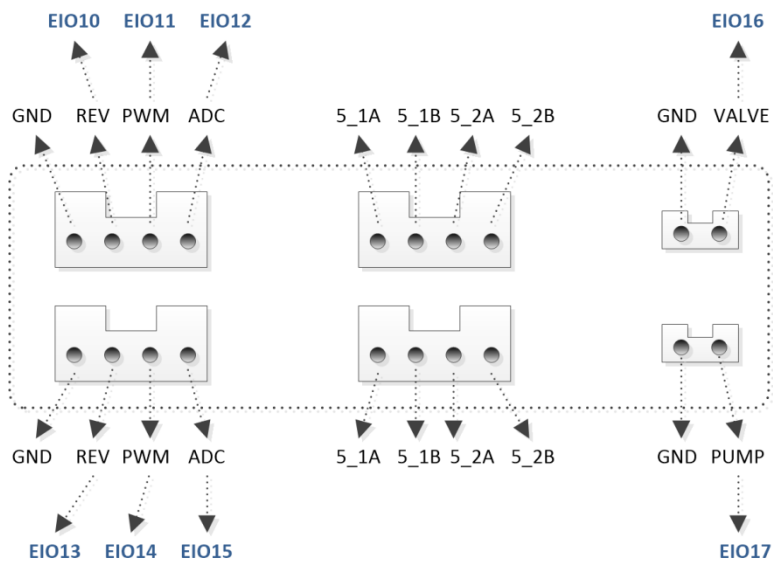 EIO10 EIO11 EIO12 EIO16
GND REV PWM ADC 5_1A 5_1B 5_2A 5_2B GND VALVE
GND REV PWM ADC 5_1A 5_1B 5_2A 5_2B GND PUMP
EIO13 EIO14 EIO15 EIO17